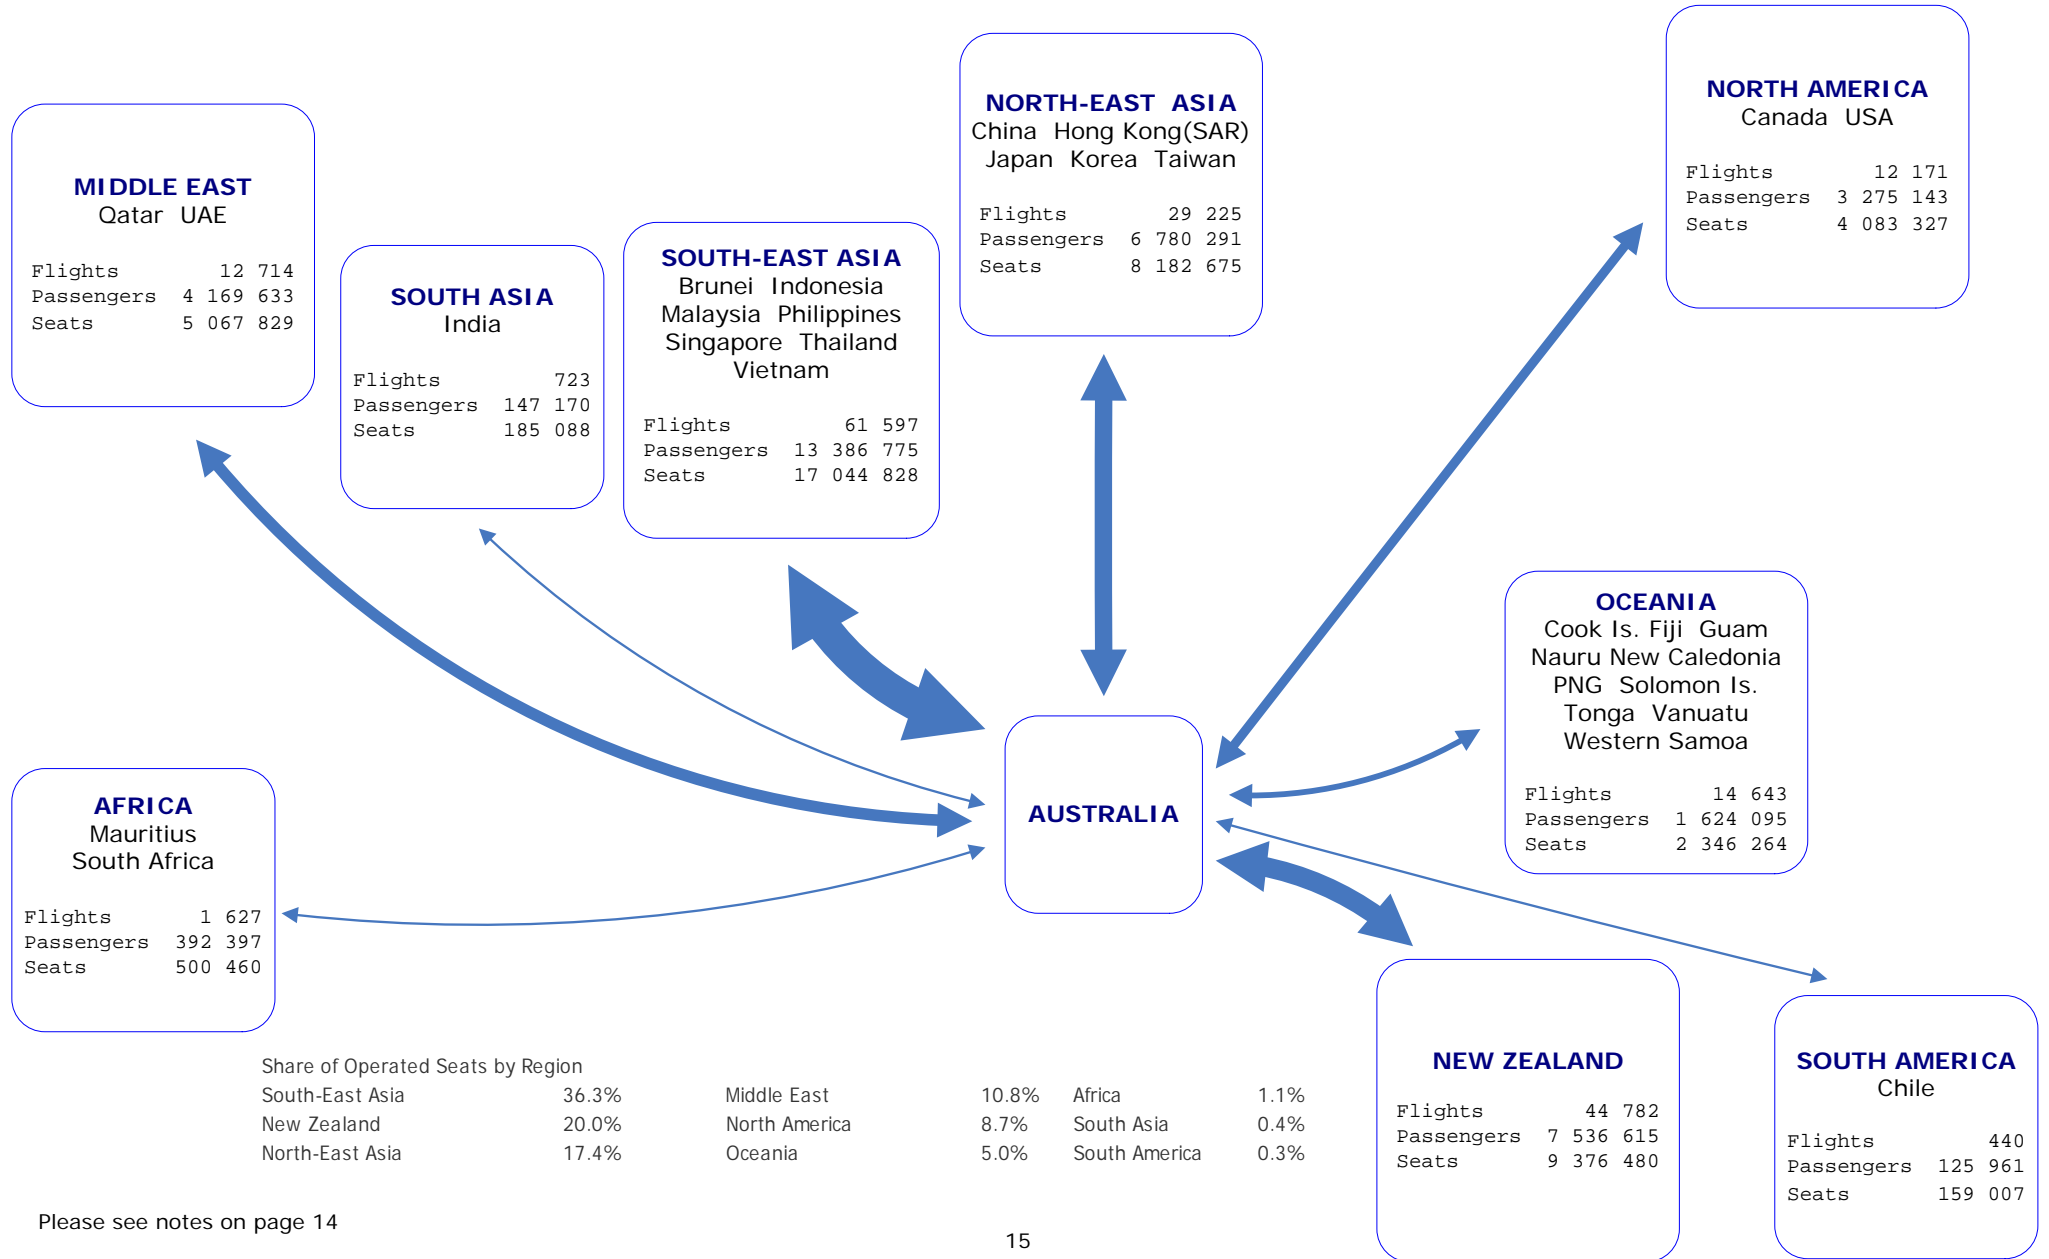 MIDDLE EAST
Qatar UAE
Flights 12 714
Passengers 4 169 633
Seats 5 067 829
SOUTH ASIA
India
Flights 723
Passengers 147 170
Seats 185 088
SOUTH-EAST ASIA
Brunei Indonesia
Malaysia Philippines
Singapore Thailand
Vietnam
Flights 61 597
Passengers 13 386 775
Seats 17 044 828
NORTH-EAST ASIA
China Hong Kong(SAR)
Japan Korea Taiwan
Flights 29 225
Passengers 6 780 291
Seats 8 182 675
NORTH AMERICA
Canada USA
Flights 12 171
Passengers 3 275 143
Seats 4 083 327
OCEANIA
Cook Is. Fiji Guam
Nauru New Caledonia
PNG Solomon Is.
Tonga Vanuatu
Western Samoa
Flights 14 643
Passengers 1 624 095
Seats 2 346 264
AUSTRALIA
AFRICA
Mauritius
South Africa
Flights 1 627
Passengers 392 397
Seats 500 460
NEW ZEALAND
Flights 44 782
Passengers 7 536 615
Seats 9 376 480
SOUTH AMERICA
Chile
Flights 440
Passengers 125 961
Seats 159 007
Share of Operated Seats by Region
South-East Asia 36.3% Middle East 10.8% Africa 1.1%
New Zealand 20.0% North America 8.7% South Asia 0.4%
North-East Asia 17.4% Oceania 5.0% South America 0.3%
Please see notes on page 14
15